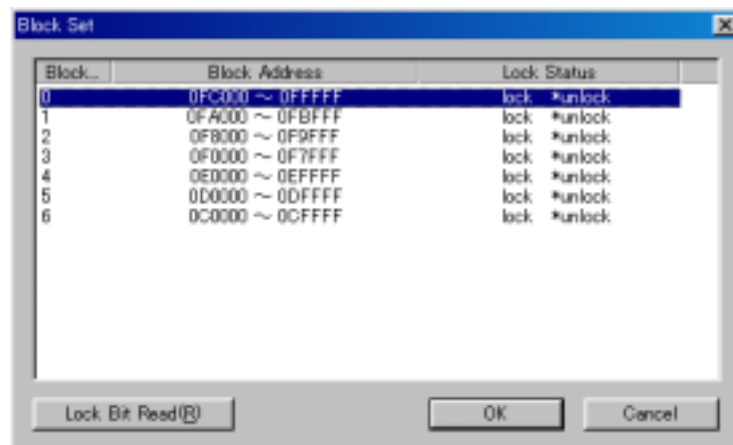 Block Set
Block... Block Address Lock Status
0 0FC000 ~ 0FFFFF lock *unlock
1 0FA000 ~ 0FBFFF lock *unlock
2 0F8000 ~ 0F9FFF lock *unlock
3 0F0000 ~ 0F7FFF lock *unlock
4 0E0000 ~ 0EFFFF lock *unlock
5 0D0000 ~ 0DFFFF lock *unlock
6 0C0000 ~ 0CFFFF lock *unlock
Lock Bit Read(R) OK Cancel